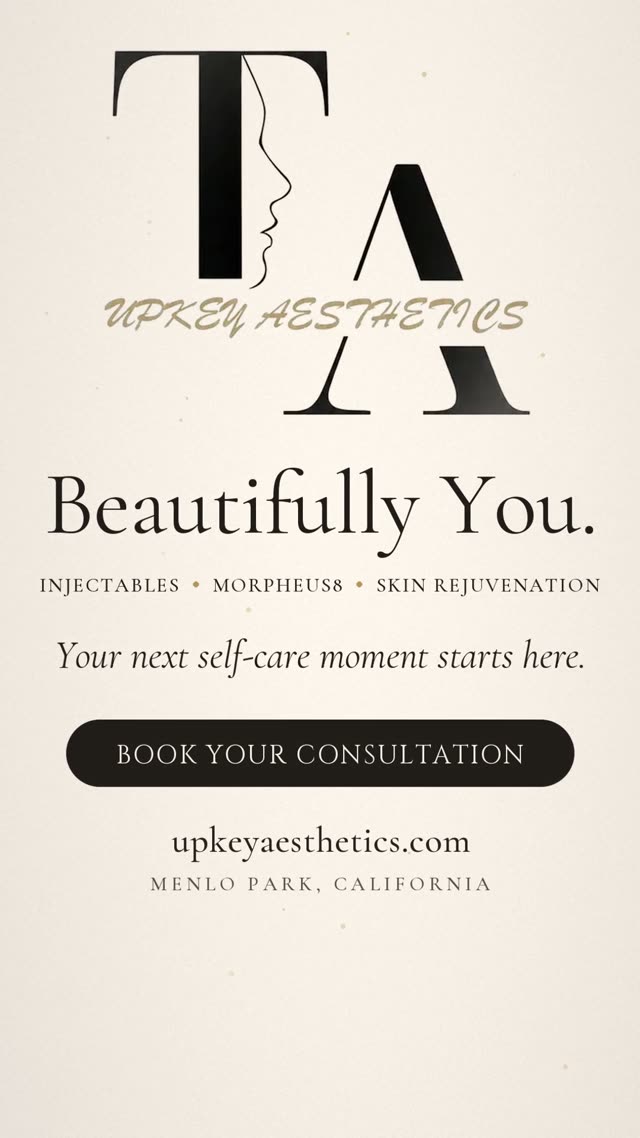 TA
UPKEY AESTHETICS
Beautifully You.
INJECTABLES • MORPHEUS8 • SKIN REJUVENATION
Your next self-care moment starts here.
BOOK YOUR CONSULTATION
upkeyaesthetics.com
MENLO PARK, CALIFORNIA